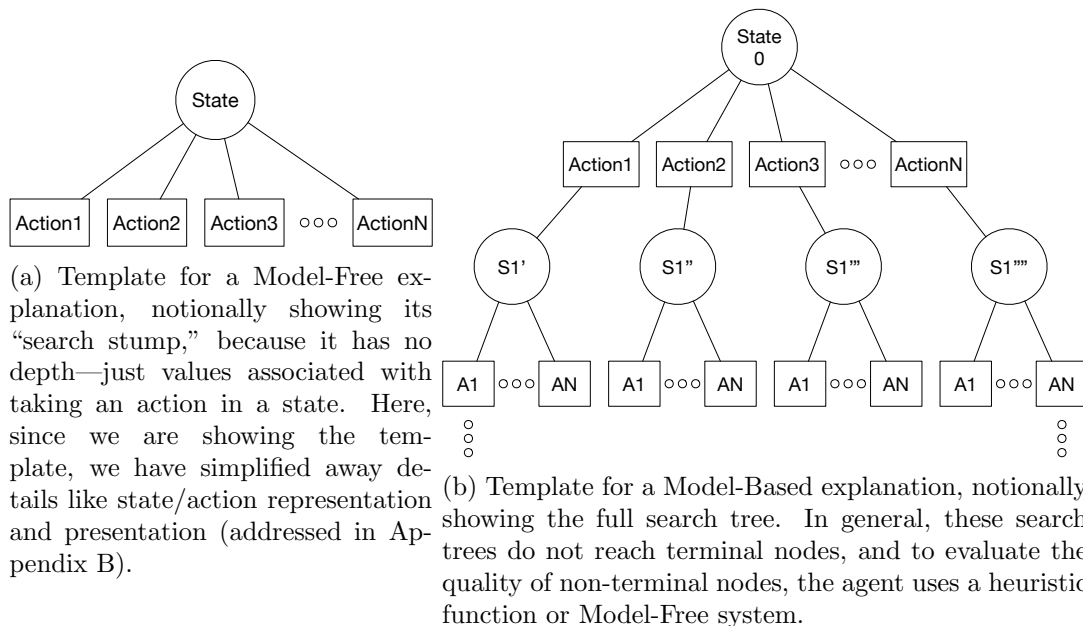 State
Action1 Action2 Action3 ActionN
(a) Template for a Model-Free ex-
planation, notionally showing its
“search stump,” because it has no
depth—just values associated with
taking an action in a state. Here,
since we are showing the tem-
plate, we have simplified away de-
tails like state/action representation
and presentation (addressed in Ap-
pendix B).
State
0
Action1 Action2 Action3 ActionN
S1' S1'' S1''' S1''''
A1 AN A1 AN A1 AN A1 AN
(b) Template for a Model-Based explanation, notionally
showing the full search tree. In general, these search
trees do not reach terminal nodes, and to evaluate the
quality of non-terminal nodes, the agent uses a heuristic
function or Model-Free system.